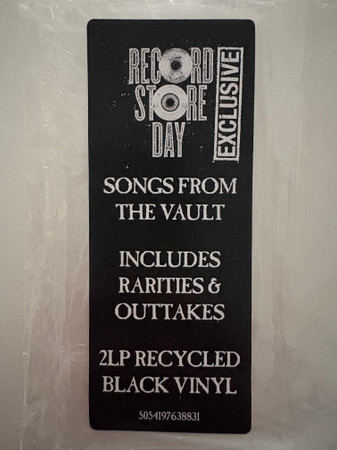 RECORD
STORE
DAY
EXCLUSIVE
SONGS FROM
THE VAULT
INCLUDES
RARITIES &
OUTTAKES
2LP RECYCLED
BLACK VINYL
5054197638831